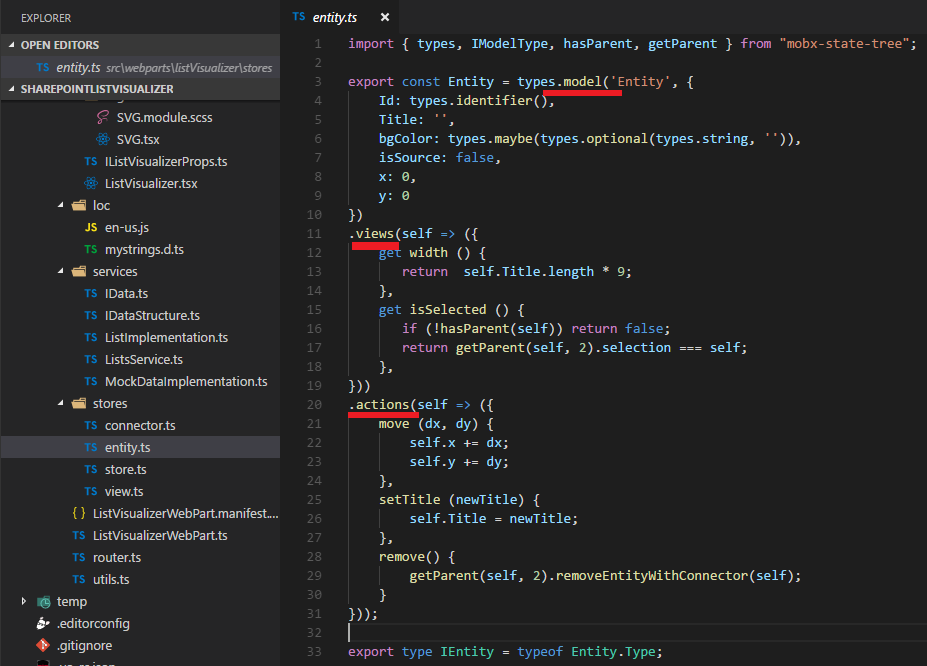 EXPLORER
OPEN EDITORS
TS entity.ts src\webparts\listVisualizer\stores
SHAREPOINTLISTVISUALIZER
SVG.module.scss
SVG.tsx
TS IListVisualizerProps.ts
ListVisualizer.tsx
loc
JS en-us.js
TS mystrings.d.ts
services
TS IData.ts
TS IDataStructure.ts
TS ListImplementation.ts
TS ListsService.ts
TS MockDataImplementation.ts
stores
TS connector.ts
TS entity.ts
TS store.ts
TS view.ts
{ } ListVisualizerWebPart.manifest....
TS ListVisualizerWebPart.ts
TS router.ts
TS utils.ts
temp
.editorconfig
.gitignore
TS entity.ts ×
1 import { types, IModelType, hasParent, getParent } from "mobx-state-tree";
2
3 export const Entity = types.model('Entity', {
4 Id: types.identifier(),
5 Title: '',
6 bgColor: types.maybe(types.optional(types.string, '')),
7 isSource: false,
8 x: 0,
9 y: 0
10 })
11 .views(self => ({
12 get width () {
13 return  self.Title.length * 9;
14 },
15 get isSelected () {
16 if (!hasParent(self)) return false;
17 return getParent(self, 2).selection === self;
18 },
19 }))
20 .actions(self => ({
21 move (dx, dy) {
22 self.x += dx;
23 self.y += dy;
24 },
25 setTitle (newTitle) {
26 self.Title = newTitle;
27 },
28 remove() {
29 getParent(self, 2).removeEntityWithConnector(self);
30 }
31 }));
32
33 export type IEntity = typeof Entity.Type;